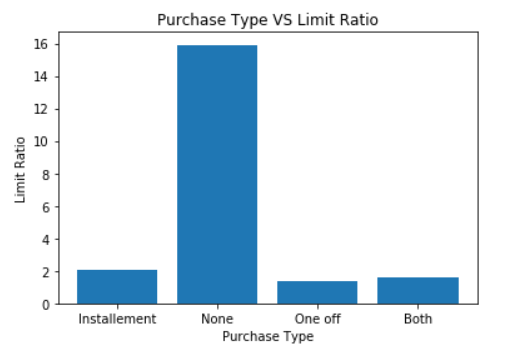 Purchase Type VS Limit Ratio
16
14
12
10
8
6
4
2
0
Limit Ratio
Installement None One off Both
Purchase Type